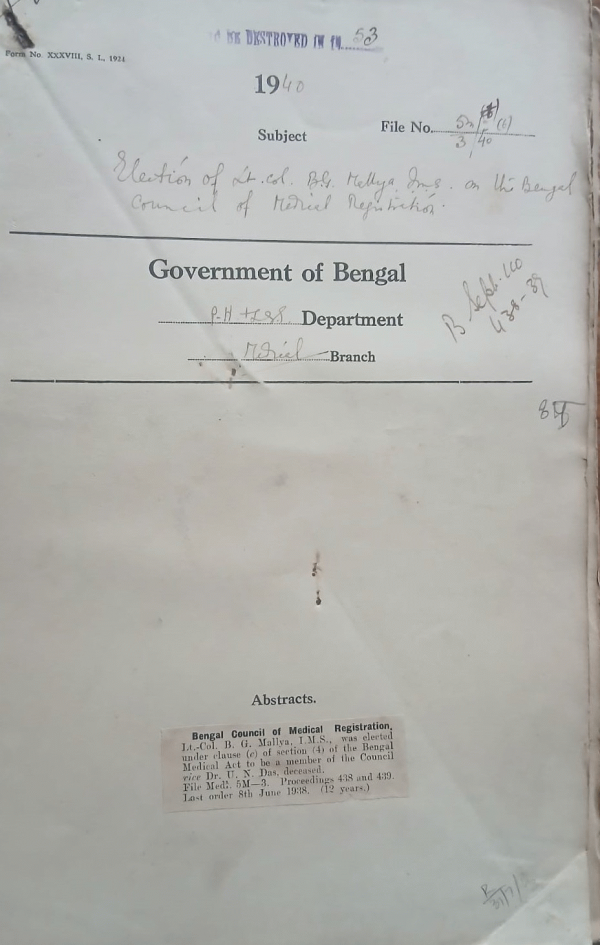 BE DESTROYED IN 19 53
Form No. XXXVIII, S. I., 1924
1940
File No. 5M
3/40
Subject
Election of Lt. col. B.G. Mallya, I.m.s. on the Bengal
Council of Medical Registration.
Government of Bengal
P.H & LSG Department
Medical Branch
B Sept. 40
438-39
Abstracts.
Bengal Council of Medical Registration.
Lt.-Col. B. G. Mallya, I.M.S., was elected
under clause (e) of section (4) of the Bengal
Medical Act to be a member of the Council
vice Dr. U. N. Das, deceased.
File Medl. 5M—3. Proceedings 438 and 439.
Last order 8th June 1938. (12 years.)